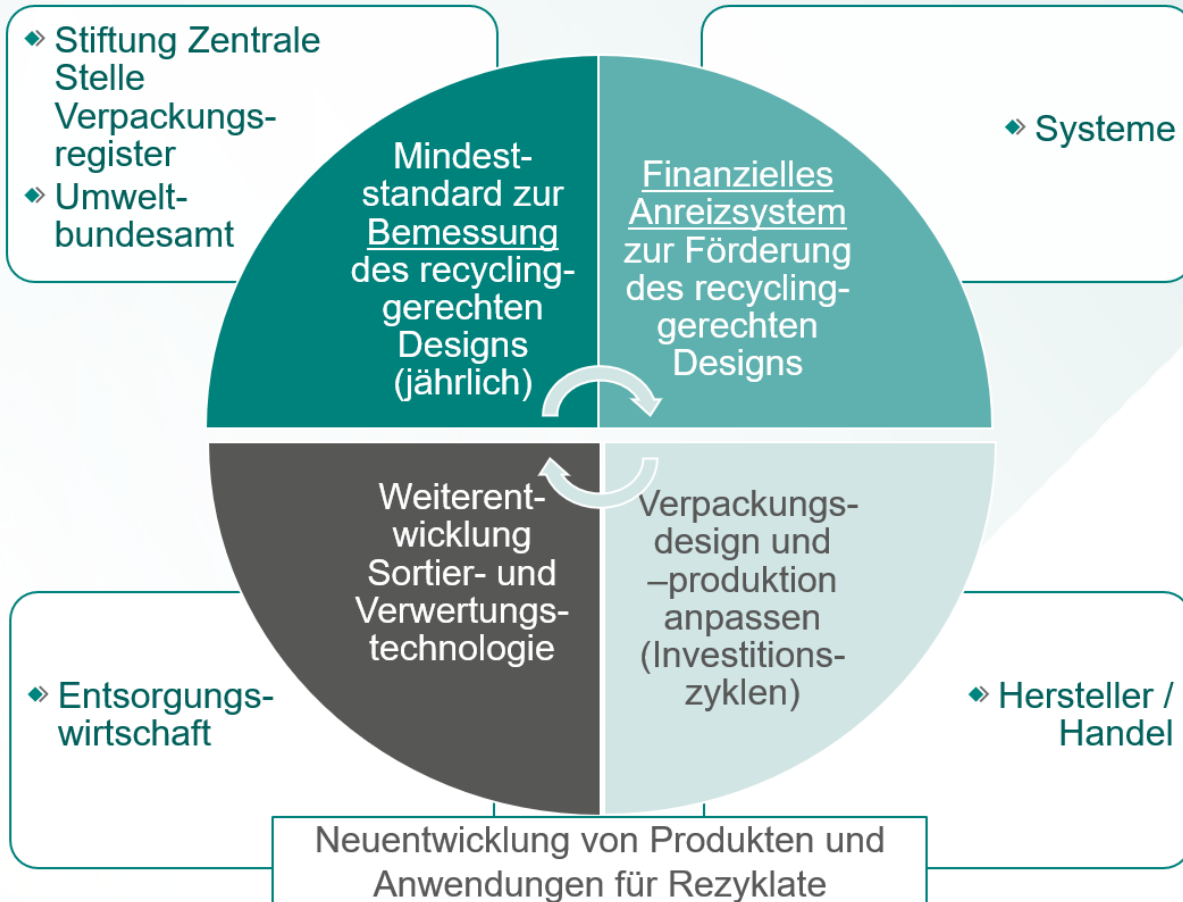 Stiftung Zentrale
Stelle
Verpackungs-
register
Umwelt-
bundesamt
Mindest-
standard zur
Bemessung
des recycling-
gerechten
Designs
(jährlich)
Finanzielles
Anreizsystem
zur Förderung
des recycling-
gerechten
Designs
Systeme
Weiterent-
wicklung
Sortier- und
Verwertungs-
technologie
Verpackungs-
design und
–produktion
anpassen
(Investitions-
zyklen)
Entsorgungs-
wirtschaft
Hersteller /
Handel
Neuentwicklung von Produkten und
Anwendungen für Rezyklate